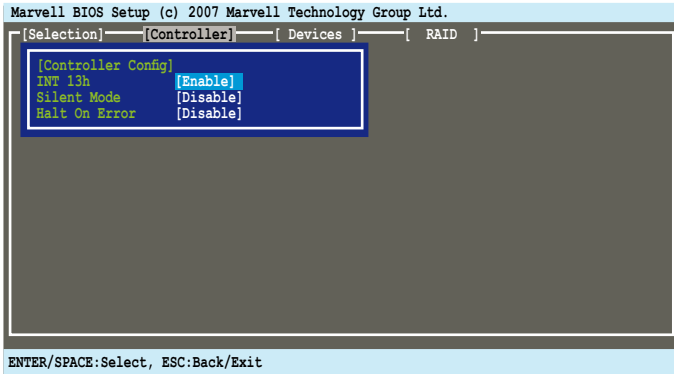 Marvell BIOS Setup (c) 2007 Marvell Technology Group Ltd.
[Selection] [Controller] [ Devices ] [ RAID ]
[Controller Config]
INT 13h [Enable]
Silent Mode [Disable]
Halt On Error [Disable]
ENTER/SPACE:Select, ESC:Back/Exit